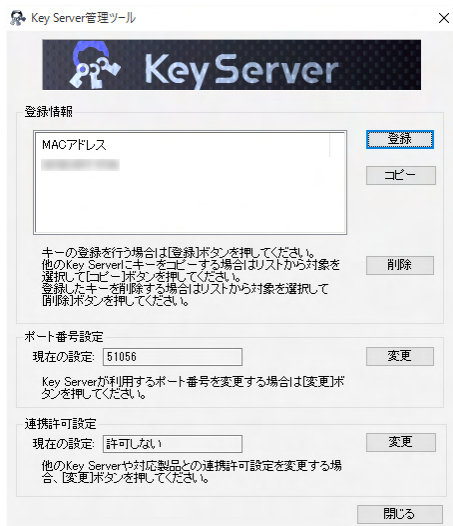 Key Server管理ツール
KeyServer
登録情報
MACアドレス
登録
コピー
キーの登録を行う場合は[登録]ボタンを押してください。
他のKey Serverにキーをコピーする場合はリストから対象を
選択して[コピー]ボタンを押してください。
登録したキーを削除する場合はリストから対象を選択して
[削除]ボタンを押してください。
削除
ポート番号設定
現在の設定: 51056
変更
Key Serverが利用するポート番号を変更する場合は[変更]ボ
タンを押してください。
連携許可設定
現在の設定: 許可しない
変更
他のKey Serverや対応製品との連携許可設定を変更する場
合、[変更]ボタンを押してください。
閉じる